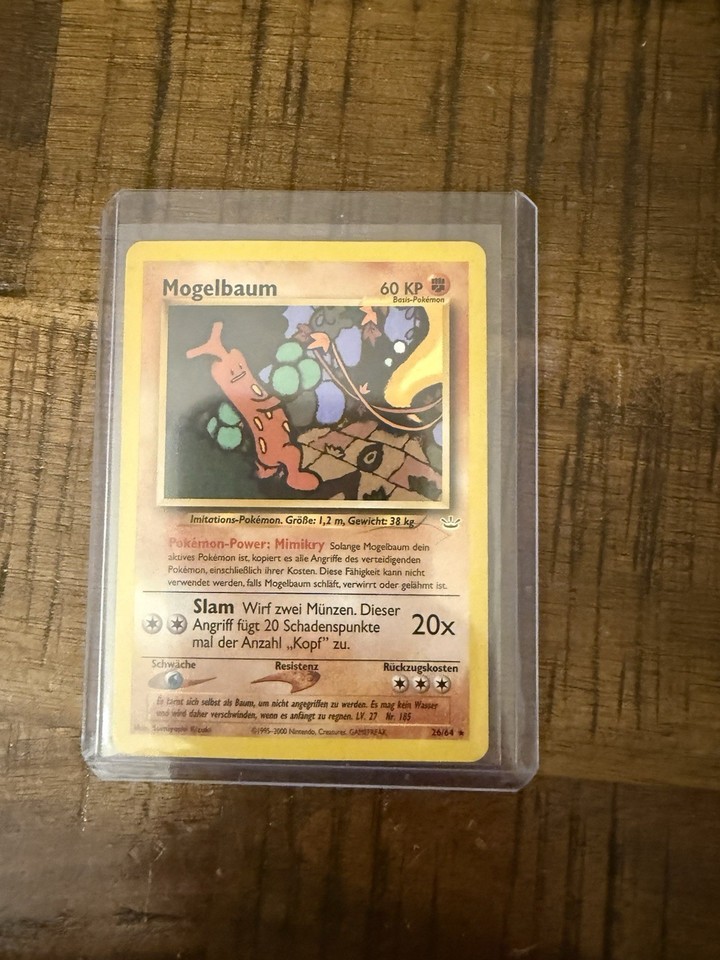 Mogelbaum
60 KP
Basis-Pokémon
Imitations-Pokémon. Größe: 1,2 m, Gewicht: 38 kg.
Pokémon-Power: Mimikry Solange Mogelbaum dein
aktives Pokémon ist, kopiert es alle Angriffe des verteidigenden
Pokémon, einschließlich ihrer Kosten. Diese Fähigkeit kann nicht
verwendet werden, falls Mogelbaum schläft, verwirrt oder gelähmt ist.
Slam Wirf zwei Münzen. Dieser
Angriff fügt 20 Schadenspunkte
mal der Anzahl „Kopf" zu.
20x
Schwäche
Resistenz
Rückzugskosten
Es tarnt sich selbst als Baum, um nicht angegriffen zu werden. Es mag kein Wasser
und wird daher verschwinden, wenn es anfängt zu regnen. LV. 27 Nr. 185
©1995-2000 Nintendo, Creatures, GAMEFREAK.
26/64 ★